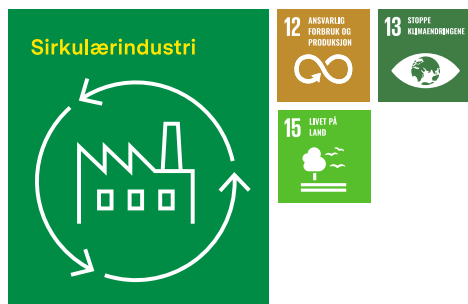 Sirkulærindustri
12 ANSVARLIG
FORBRUK OG
PRODUKSJON
13 STOPPE
KLIMAENDRINGENE
15 LIVET PÅ
LAND